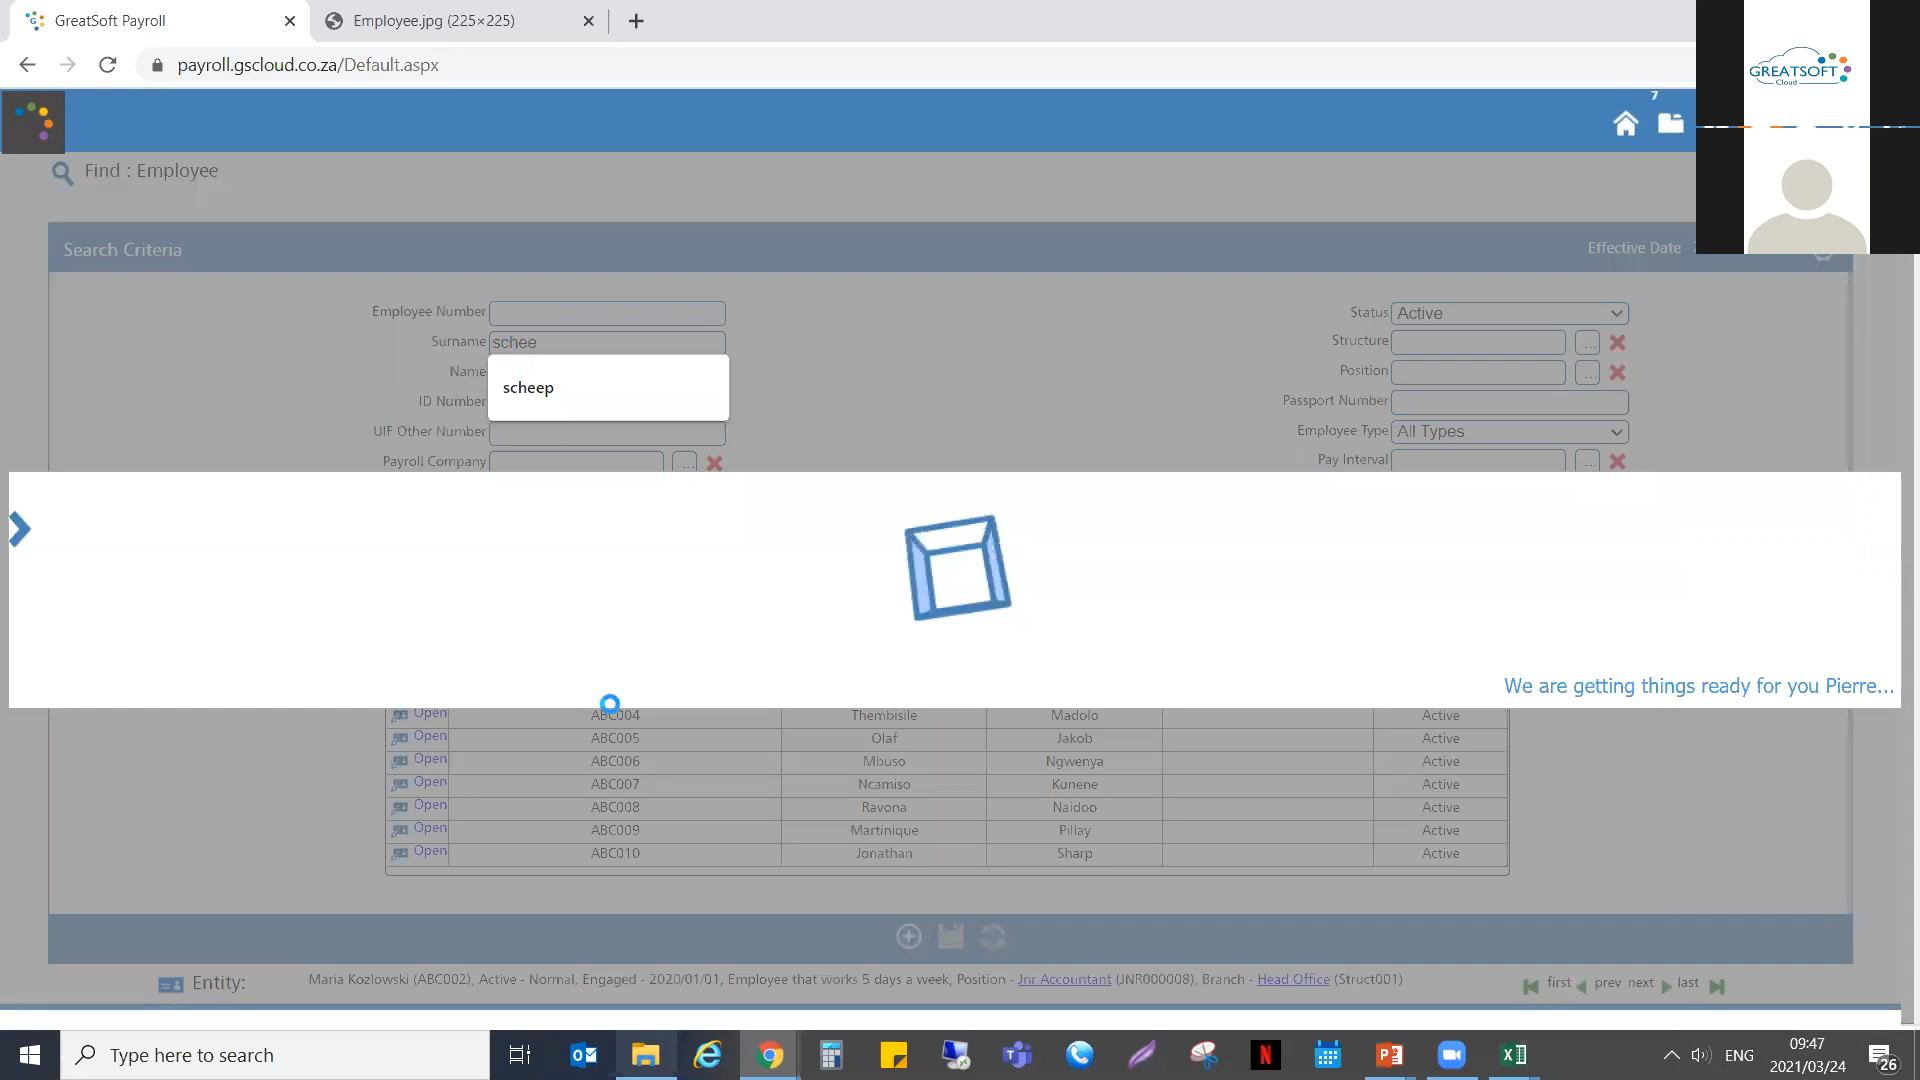 GreatSoft Payroll
Employee.jpg (225×225)
payroll.gscloud.co.za/Default.aspx
GREATSOFT
Cloud
7
Find : Employee
Search Criteria
Effective Date
Employee Number
Status Active
Surname schee
Structure ...
Name
scheep
Position ...
ID Number
Passport Number
UIF Other Number
Employee Type All Types
Payroll Company ...
Pay Interval ...
We are getting things ready for you Pierre...
Open ABC004 Thembisile Madolo Active
Open ABC005 Olaf Jakob Active
Open ABC006 Mbuso Ngwenya Active
Open ABC007 Ncamiso Kunene Active
Open ABC008 Ravona Naidoo Active
Open ABC009 Martinique Pillay Active
Open ABC010 Jonathan Sharp Active
Entity: Maria Kozlowski (ABC002), Active - Normal, Engaged - 2020/01/01, Employee that works 5 days a week, Position - Jnr Accountant (JNR000008), Branch - Head Office (Struct001)
first prev next last
Type here to search
ENG
09:47
2021/03/24
26